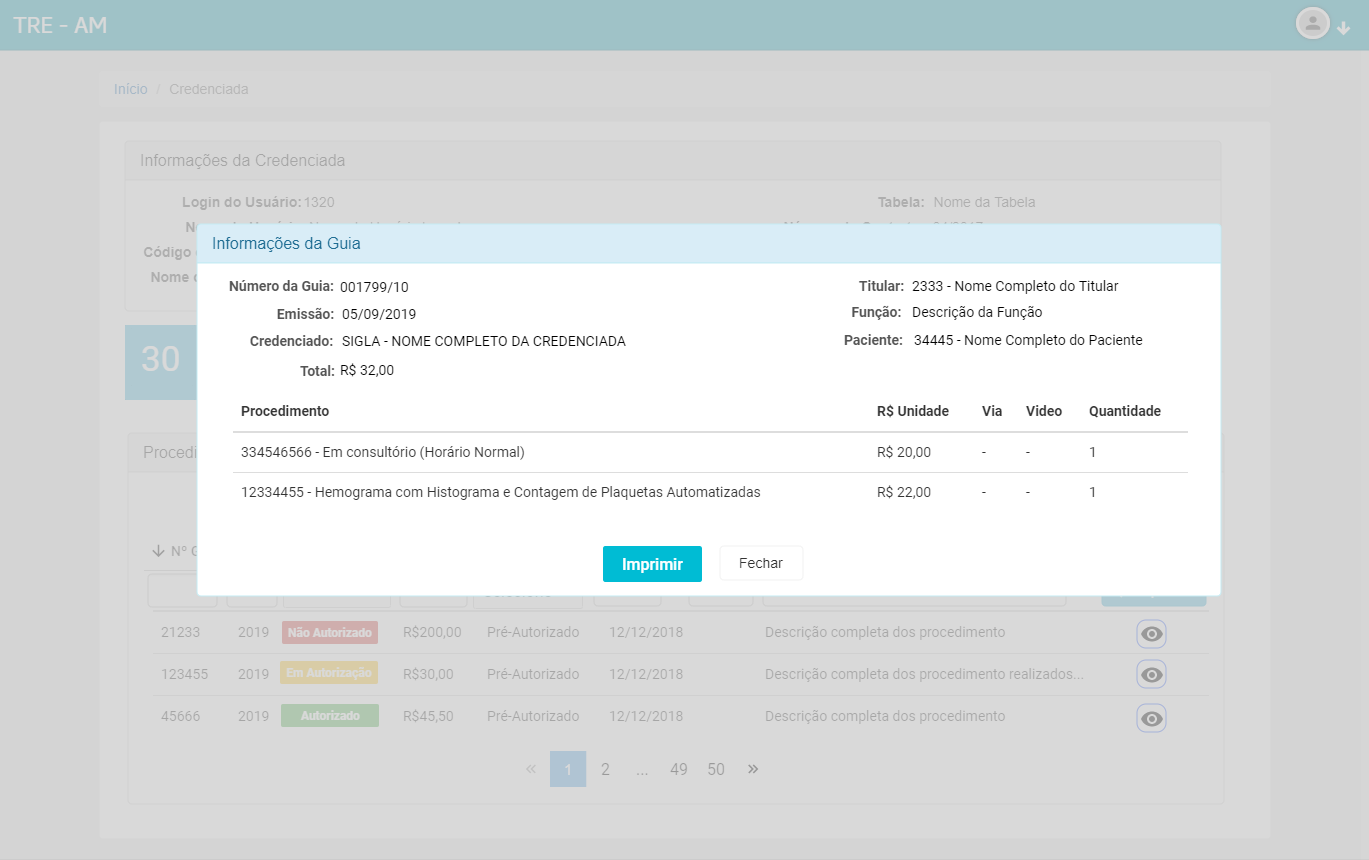 TRE - AM
Início / Credenciada
Informações da Credenciada
Login do Usuário: 1320 Tabela: Nome da Tabela
Código
Nome
Informações da Guia
Número da Guia: 001799/10 Titular: 2333 - Nome Completo do Titular
Emissão: 05/09/2019 Função: Descrição da Função
Credenciado: SIGLA - NOME COMPLETO DA CREDENCIADA Paciente: 34445 - Nome Completo do Paciente
Total: R$ 32,00
30
Procedimento R$ Unidade Via Video Quantidade
334546566 - Em consultório (Horário Normal) R$ 20,00 - - 1
12334455 - Hemograma com Histograma e Contagem de Plaquetas Automatizadas R$ 22,00 - - 1
Imprimir Fechar
Nº
21233 2019 Não Autorizado R$200,00 Pré-Autorizado 12/12/2018 Descrição completa dos procedimento
123455 2019 Em Autorização R$30,00 Pré-Autorizado 12/12/2018 Descrição completa dos procedimento realizados...
45666 2019 Autorizado R$45,50 Pré-Autorizado 12/12/2018 Descrição completa dos procedimento
« 1 2 ... 49 50 »